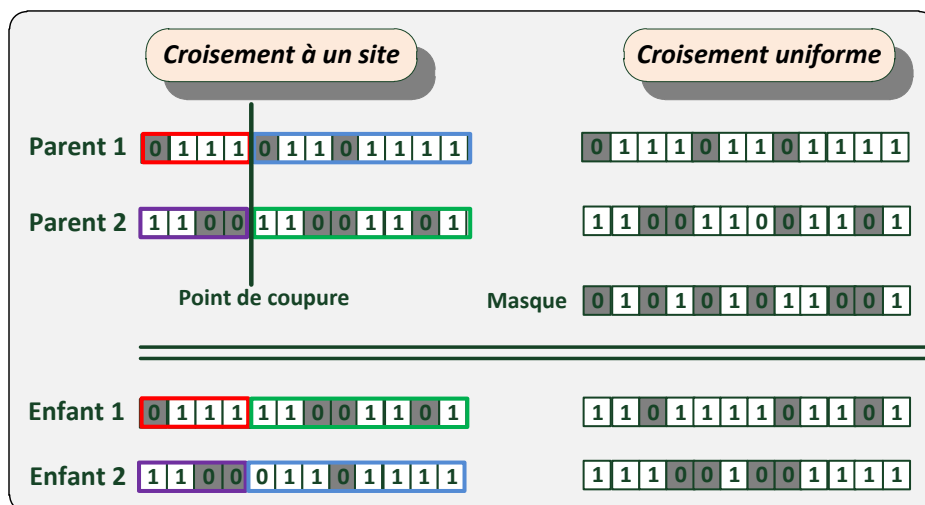 Croisement à un site Croisement uniforme
Parent 1 0 1 1 1 0 1 1 0 1 1 1 1 0 1 1 1 0 1 1 0 1 1 1 1
Parent 2 1 1 0 0 1 1 0 0 1 1 0 1 1 1 0 0 1 1 0 0 1 1 0 1
Point de coupure Masque 0 1 0 1 0 1 0 1 1 0 0 1
Enfant 1 0 1 1 1 1 1 0 0 1 1 0 1 1 1 0 1 1 1 1 0 1 1 0 1
Enfant 2 1 1 0 0 0 1 1 0 1 1 1 1 1 1 1 0 0 1 0 0 1 1 1 1